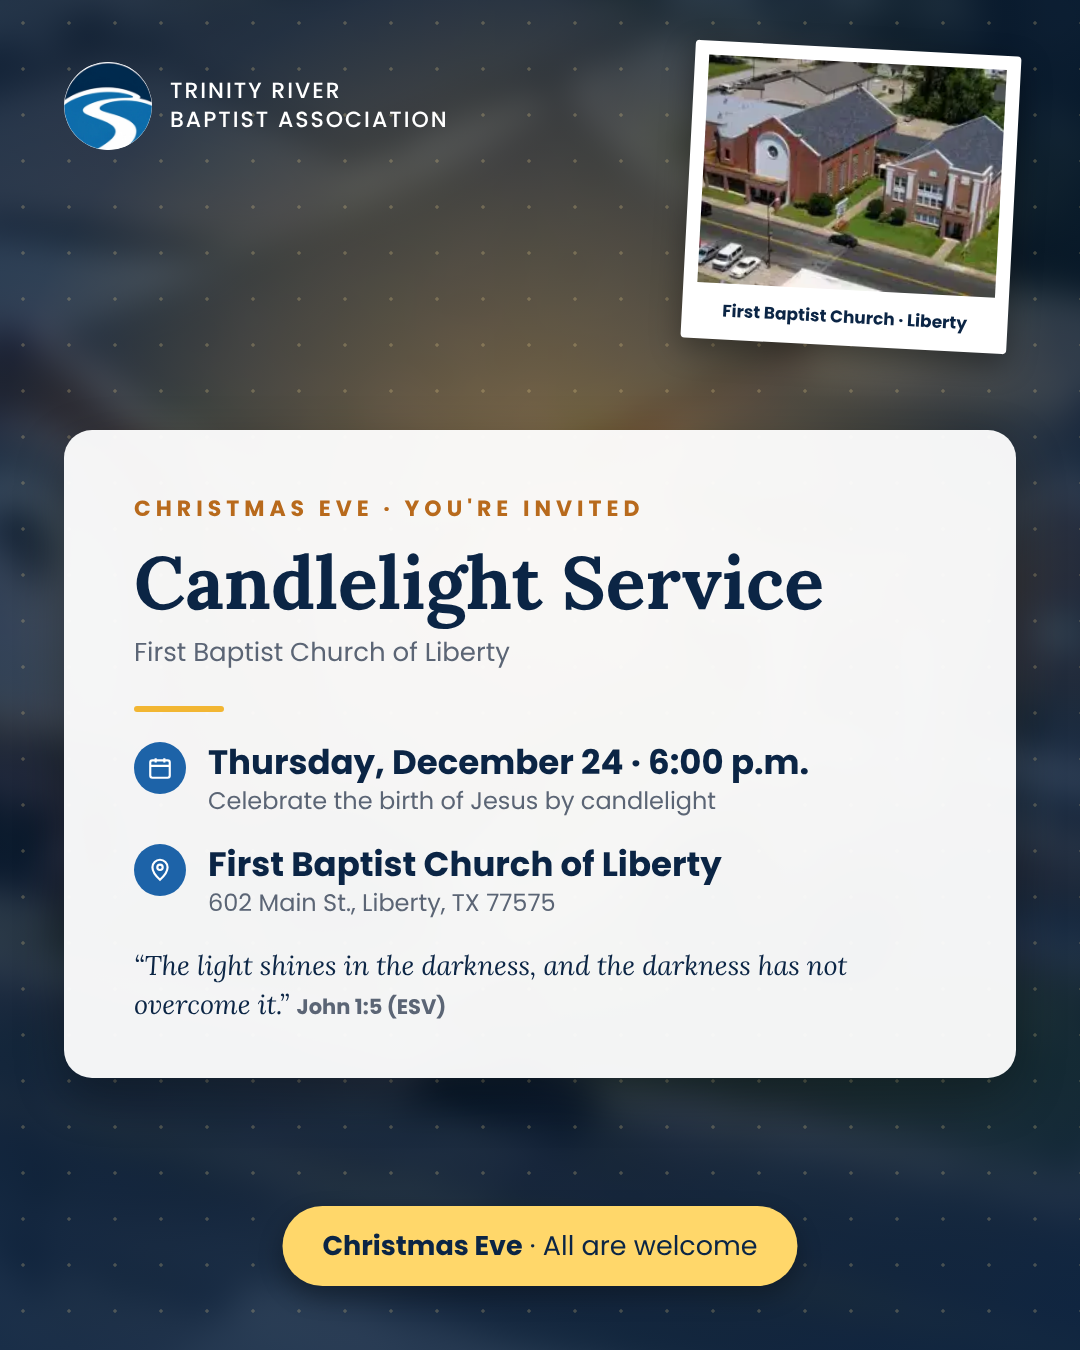 TRINITY RIVER
BAPTIST ASSOCIATION
First Baptist Church · Liberty
CHRISTMAS EVE · YOU'RE INVITED
Candlelight Service
First Baptist Church of Liberty
Thursday, December 24 · 6:00 p.m.
Celebrate the birth of Jesus by candlelight
First Baptist Church of Liberty
602 Main St., Liberty, TX 77575
“The light shines in the darkness, and the darkness has not
overcome it.” John 1:5 (ESV)
Christmas Eve · All are welcome